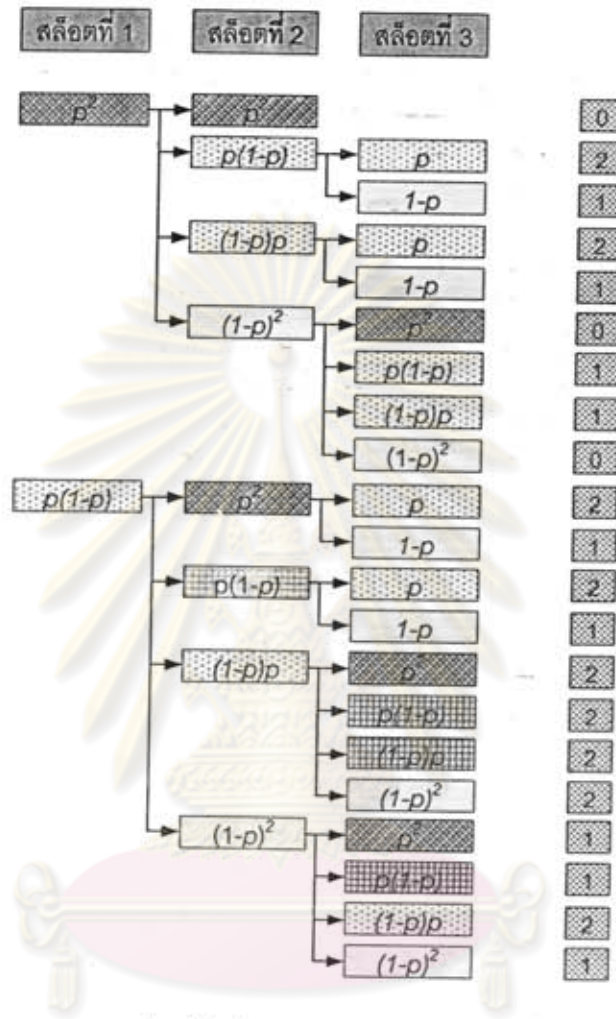 สล็อตที่ 1 สล็อตที่ 2 สล็อตที่ 3
p² p² 0
p(1-p) p 2
1-p 1
(1-p)p p 2
1-p 1
(1-p)² p² 0
p(1-p) 1
(1-p)p 1
(1-p)² 0
p(1-p) p² p 2
1-p 1
p(1-p) p 2
1-p 1
(1-p)p p² 2
p(1-p) 2
(1-p)p 2
(1-p)² 2
(1-p)² p² 1
p(1-p) 1
(1-p)p 2
(1-p)² 1